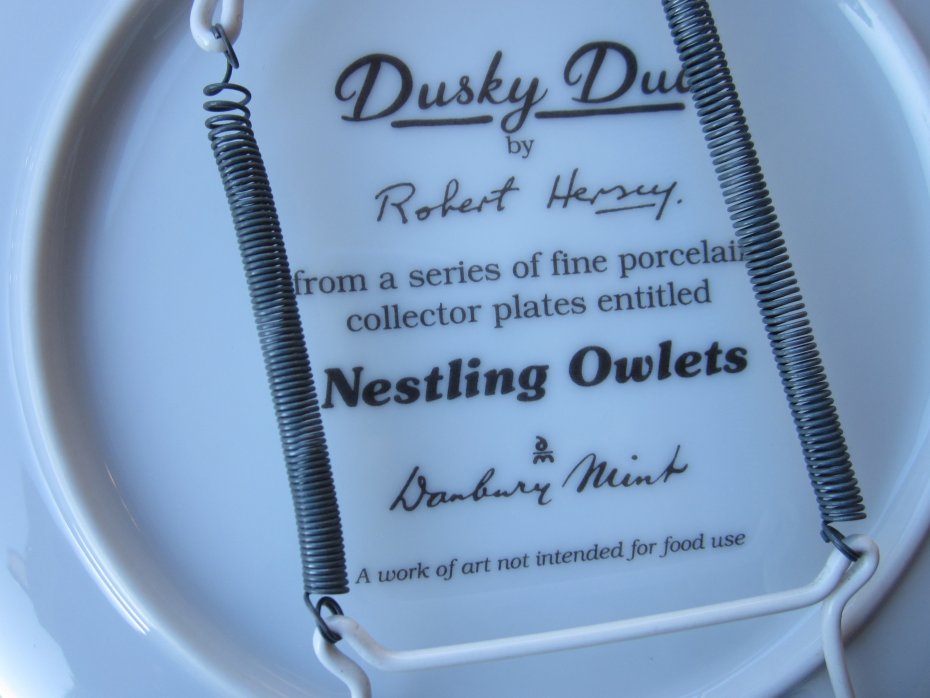 Dusky Du
by
Robert Hersey.
from a series of fine porcelain
collector plates entitled
Nestling Owlets
Danbury Mint
A work of art not intended for food use